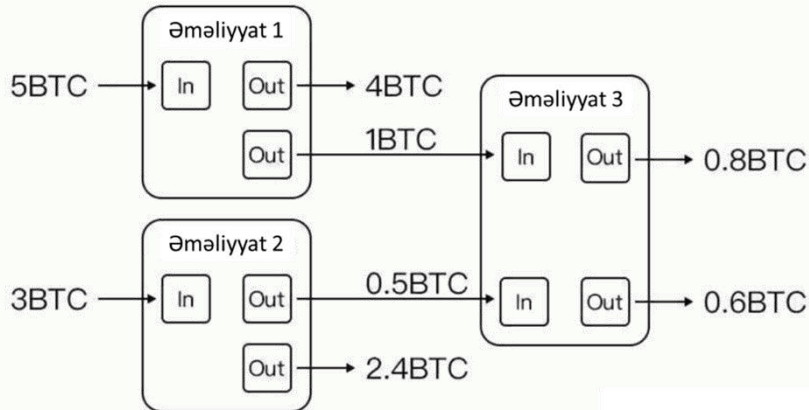 Əməliyyat 1
5BTC In Out 4BTC
Out 1BTC
Əməliyyat 2
3BTC In Out 0.5BTC
Out 2.4BTC
Əməliyyat 3
In Out 0.8BTC
In Out 0.6BTC